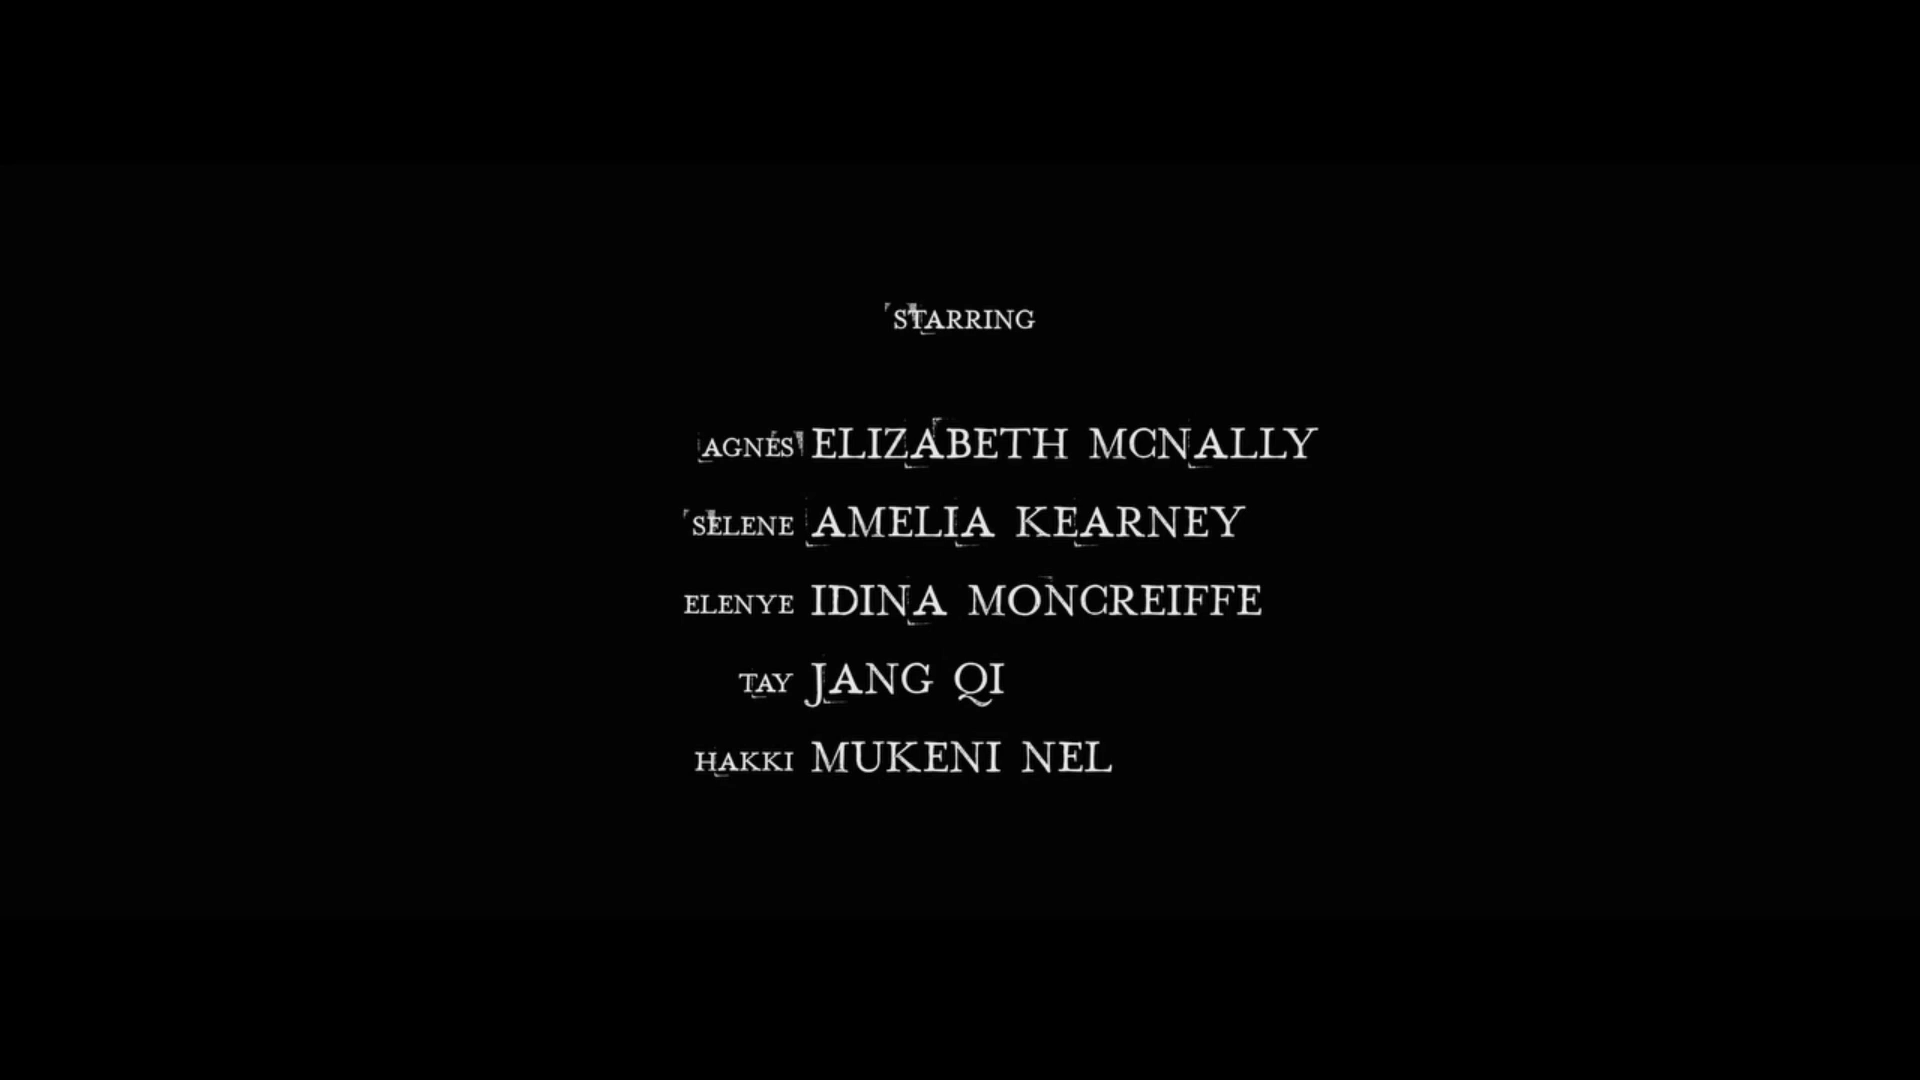 STARRING
AGNÉS ELIZABETH MCNALLY
SELENE AMELIA KEARNEY
ELENYE IDINA MONCREIFFE
TAY JANG QI
HAKKI MUKENI NEL